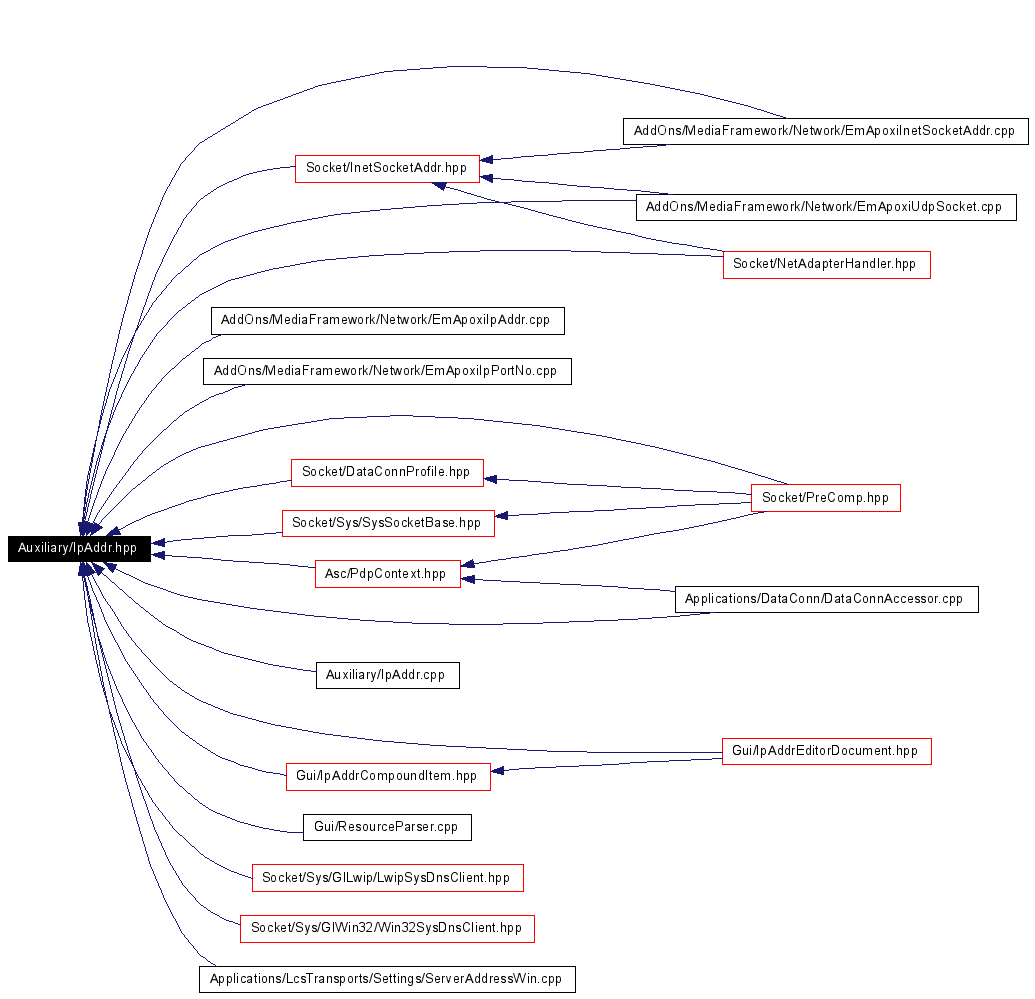 AddOns/MediaFramework/Network/EmApoxiInetSocketAddr.cpp
Socket/InetSocketAddr.hpp
AddOns/MediaFramework/Network/EmApoxiUdpSocket.cpp
Socket/NetAdapterHandler.hpp
AddOns/MediaFramework/Network/EmApoxiIpAddr.cpp
AddOns/MediaFramework/Network/EmApoxiIpPortNo.cpp
Socket/DataConnProfile.hpp
Socket/PreComp.hpp
Socket/Sys/SysSocketBase.hpp
Auxiliary/IpAddr.hpp
Asc/PdpContext.hpp
Applications/DataConn/DataConnAccessor.cpp
Auxiliary/IpAddr.cpp
Gui/IpAddrEditorDocument.hpp
Gui/IpAddrCompoundItem.hpp
Gui/ResourceParser.cpp
Socket/Sys/GlLwip/LwipSysDnsClient.hpp
Socket/Sys/GlWin32/Win32SysDnsClient.hpp
Applications/LcsTransports/Settings/ServerAddressWin.cpp